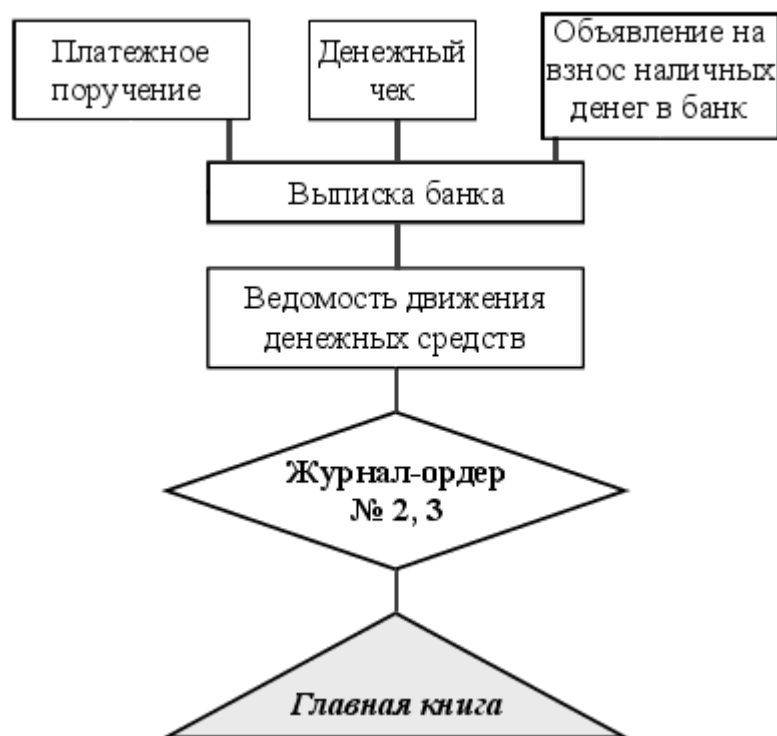 Платежное
поручение
Денежный
чек
Объявление на
взнос наличных
денег в банк
Выписка банка
Ведомость движения
денежных средств
Журнал-ордер
№ 2, 3
Главная книга